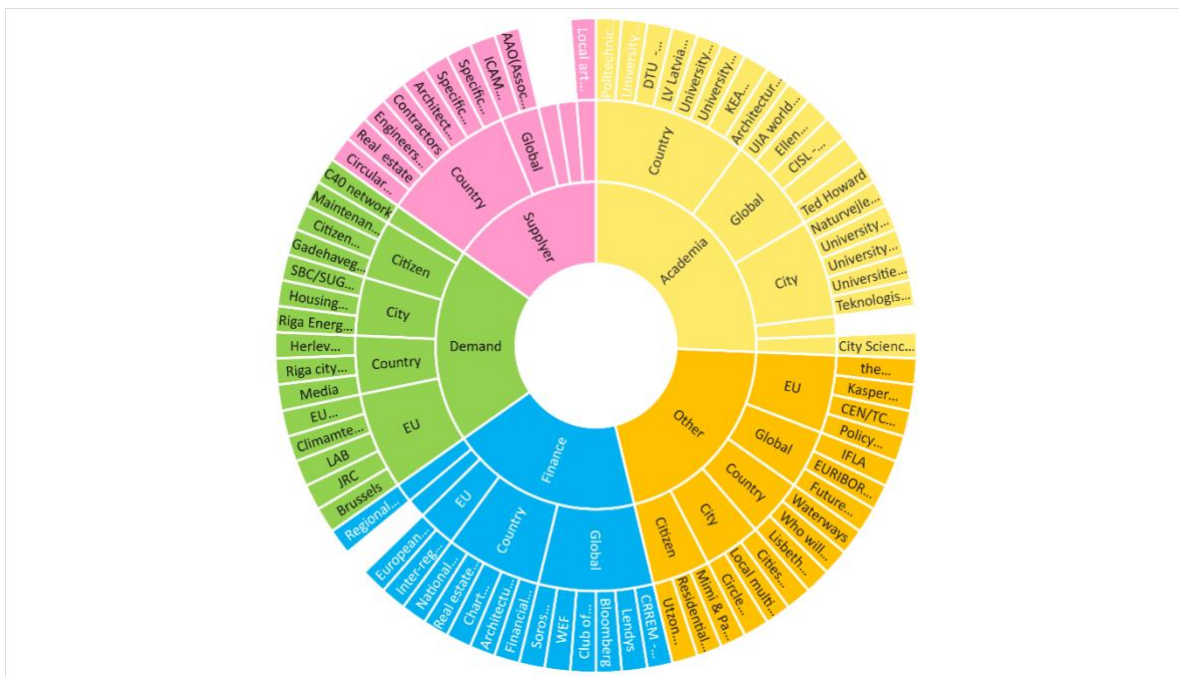 Academia
Other
Finance
Demand
Supplyer
Country
Global
City
EU
Global
Country
City
Citizen
Global
Country
EU
EU
Country
City
Citizen
Country
Global
Politechnic...
University...
DTU -...
LV Latvia...
University...
University...
KEA...
Architectur...
UIA world...
Ellen...
CISL -...
Ted Howard
Naturvejle...
University...
University...
Universitie...
Teknologis...
City Scienc...
the...
Kasper...
CEN/TC...
Policy...
IFLA
EURIBOR...
Future...
Waterways
Who will...
Lisbeth...
Cities...
Local multi...
Circle...
Mimi & Pa...
Residential...
Utzon...
CRREM -...
Lendys
Bloomberg
Club of...
WEF
Soros...
Financial...
Architectu...
Chart...
Real estate...
National...
Inter-reg...
European...
Regional...
Brussels
JRC
LAB
Climamte...
EU...
Media
Riga city...
Herlev...
Riga Energ...
Housing...
SBC/SUG...
Gadehaveg...
Citizen...
Maintenan...
C40 network
Circular...
Real estate
Engineers...
Contractors
Architect...
Specific...
Specific...
ICAM...
AAO(Assoc...
Local art...